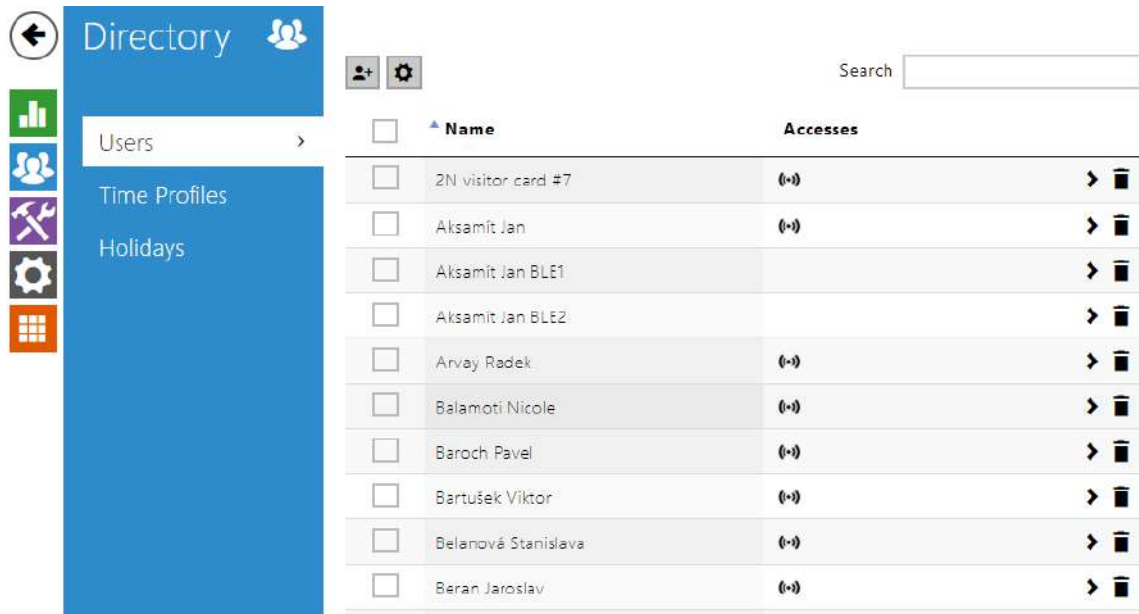 Directory
Users
Time Profiles
Holidays
Search
Name Accesses
2N visitor card #7
Aksamít Jan
Aksamít Jan BLE1
Aksamit Jan BLE2
Arvay Radek
Balamoti Nicole
Baroch Pavel
Bartušek Viktor
Belanová Stanislava
Beran Jaroslav